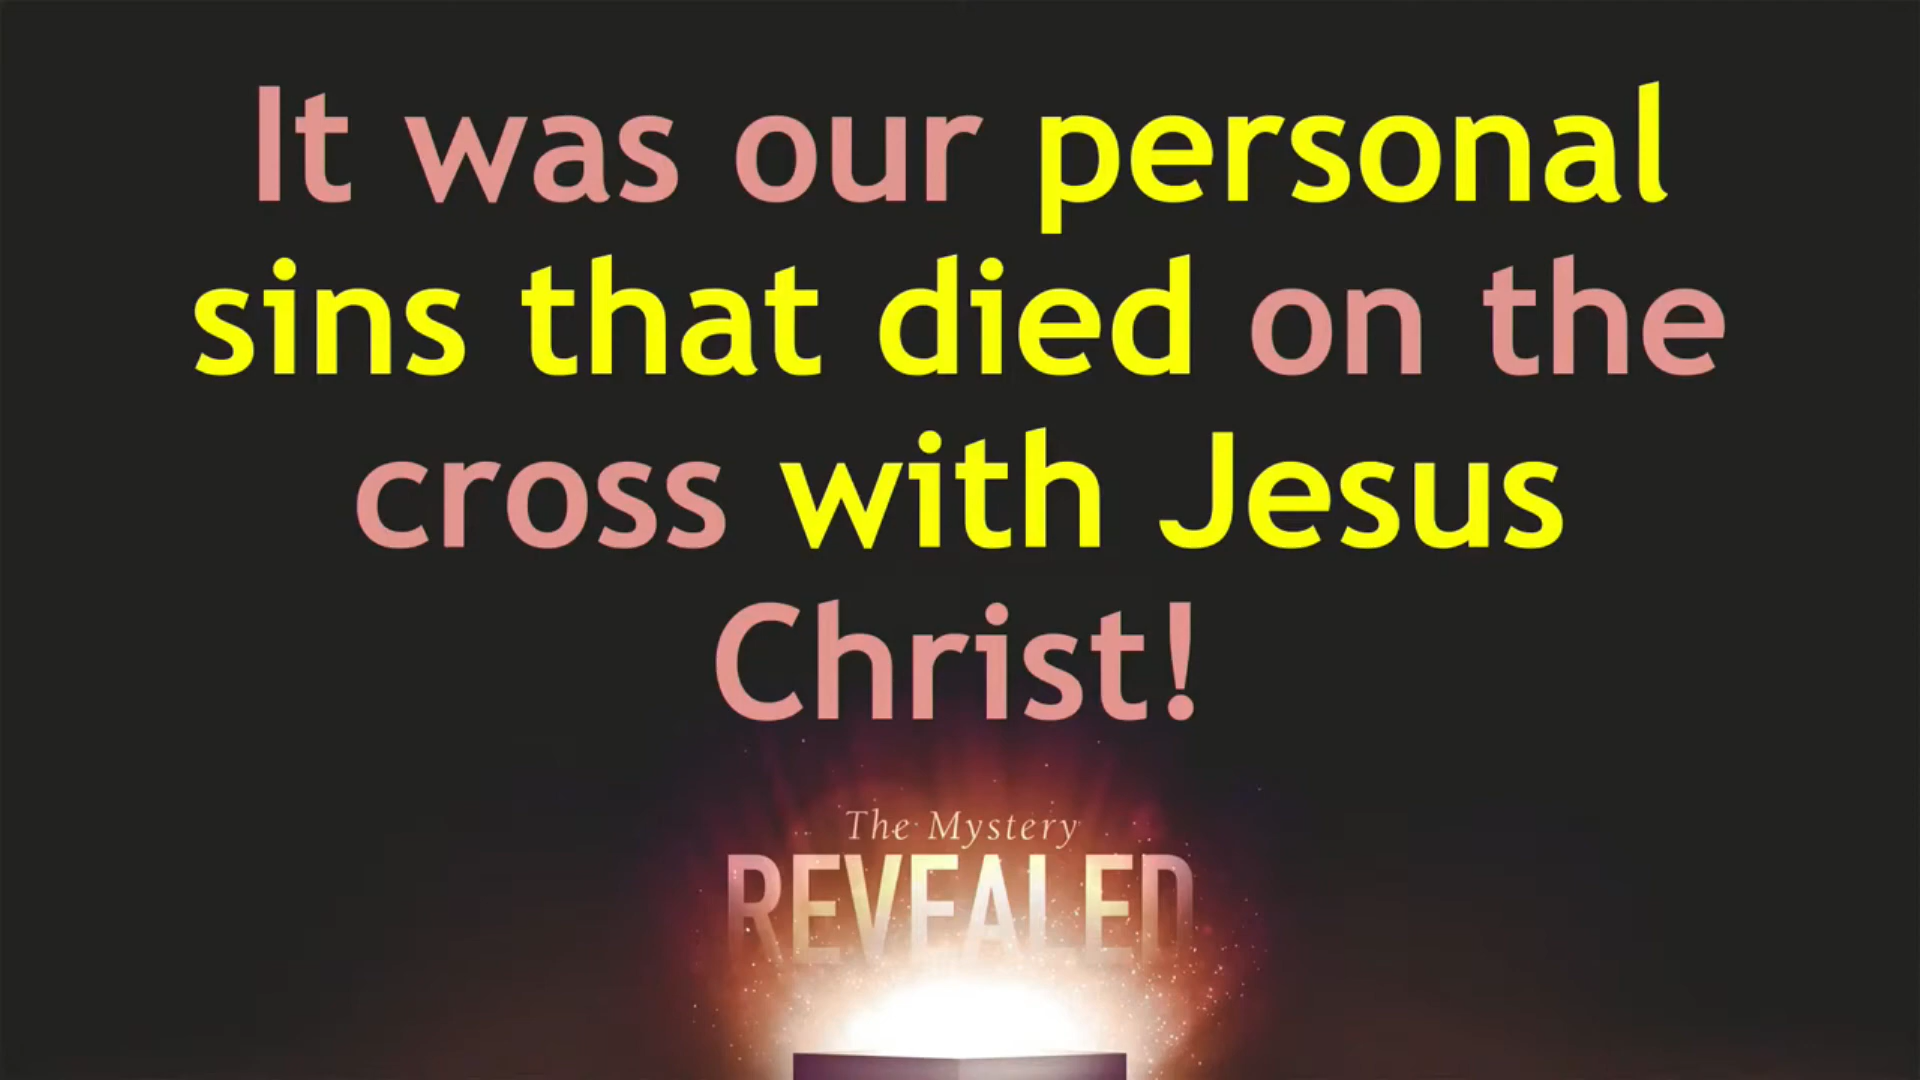 It was our personal
sins that died on the
cross with Jesus
Christ!
The Mystery
REVEALED